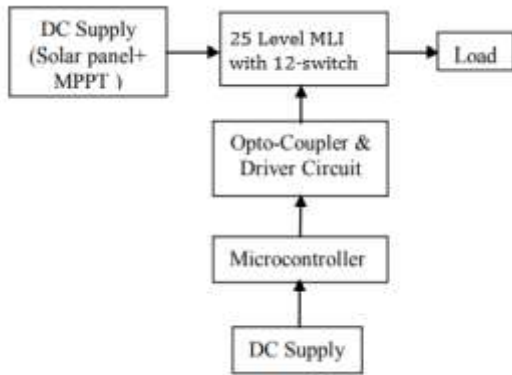 DC Supply
(Solar panel+
MPPT )
25 Level MLI
with 12-switch
Load
Opto-Coupler &
Driver Circuit
Microcontroller
DC Supply